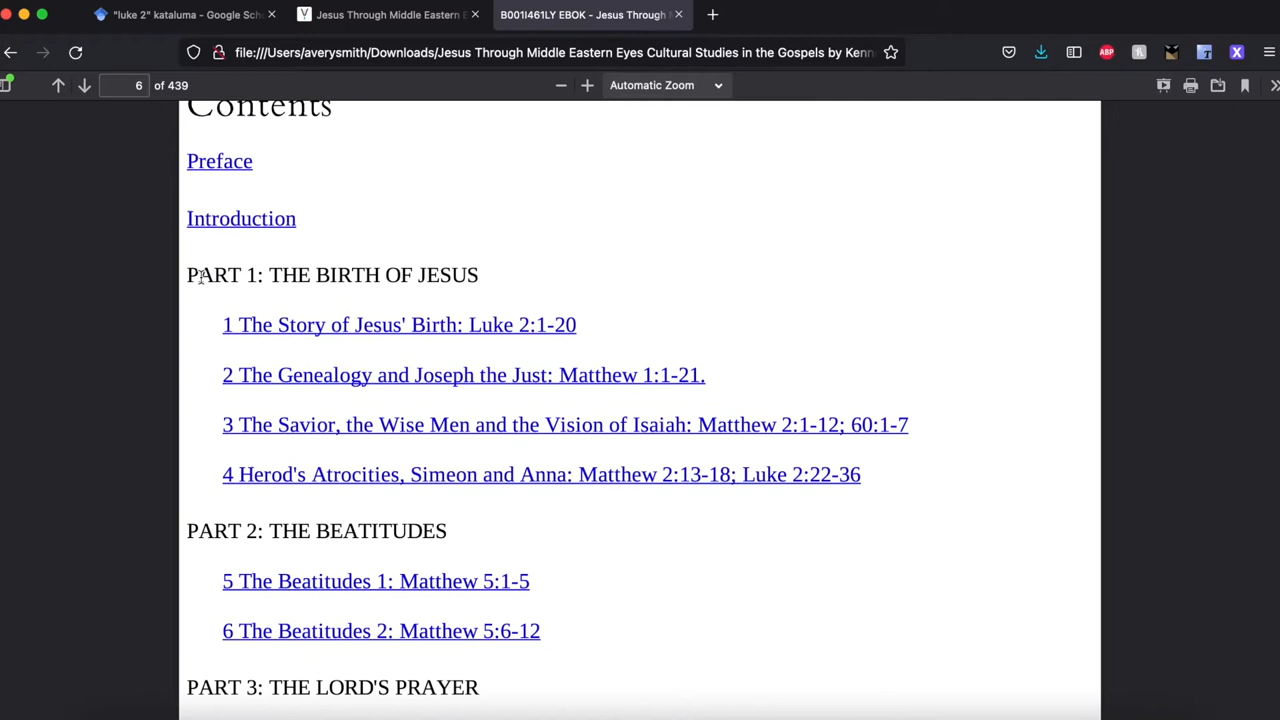 "luke 2" kataluma - Google Sch
Jesus Through Middle Eastern E
B001I461LY EBOK - Jesus Through
file:///Users/averysmith/Downloads/Jesus Through Middle Eastern Eyes Cultural Studies in the Gospels by Kenn
ABP
6 of 439
Automatic Zoom
Contents
Preface
Introduction
PART 1: THE BIRTH OF JESUS
1 The Story of Jesus' Birth: Luke 2:1-20
2 The Genealogy and Joseph the Just: Matthew 1:1-21.
3 The Savior, the Wise Men and the Vision of Isaiah: Matthew 2:1-12; 60:1-7
4 Herod's Atrocities, Simeon and Anna: Matthew 2:13-18; Luke 2:22-36
PART 2: THE BEATITUDES
5 The Beatitudes 1: Matthew 5:1-5
6 The Beatitudes 2: Matthew 5:6-12
PART 3: THE LORD'S PRAYER